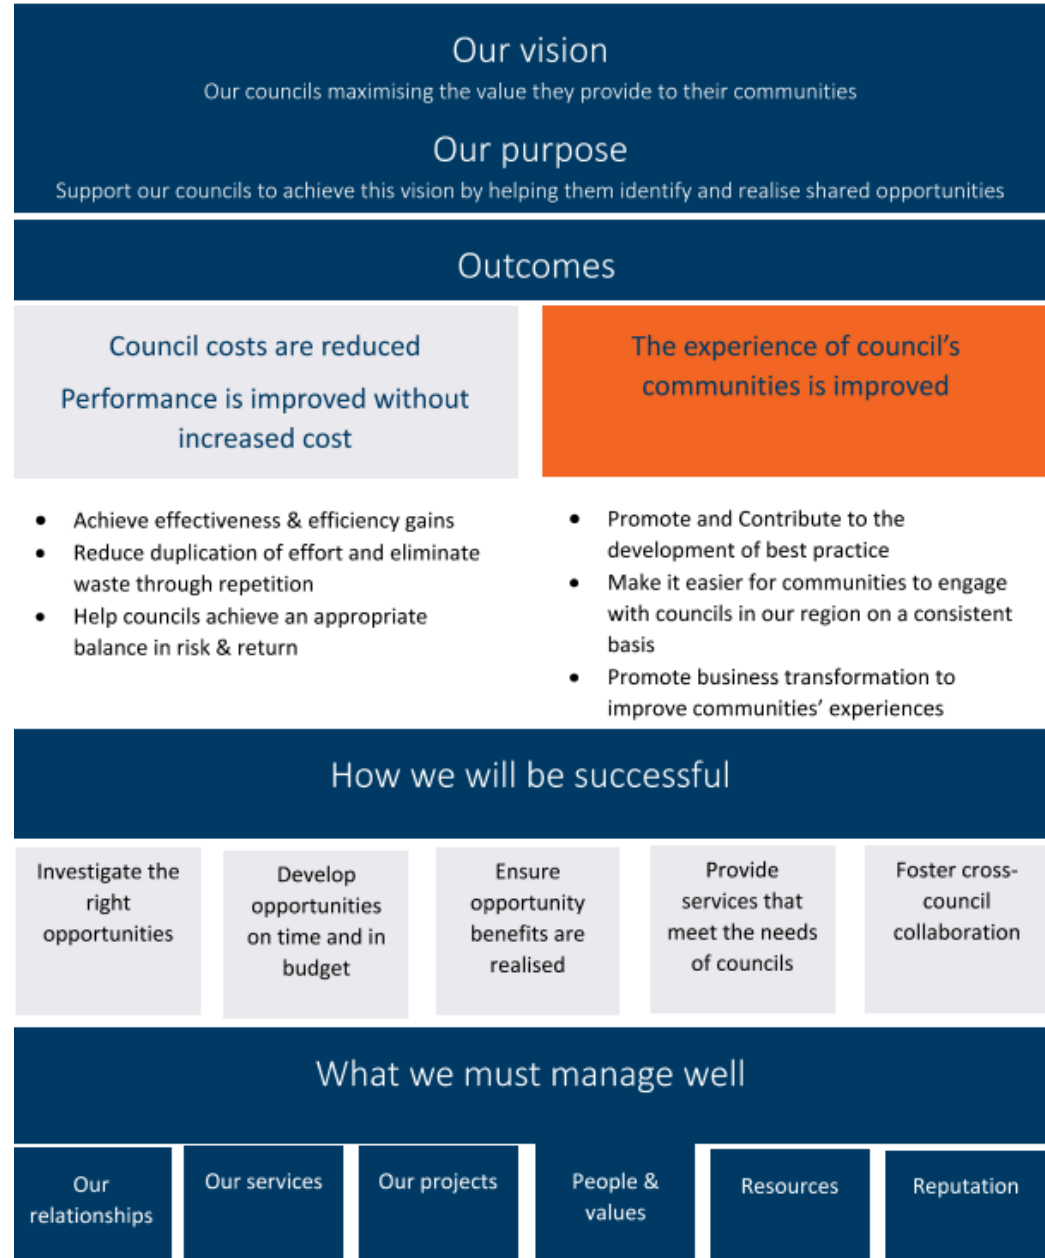 Our vision
Our councils maximising the value they provide to their communities
Our purpose
Support our councils to achieve this vision by helping them identify and realise shared opportunities
Outcomes
Council costs are reduced
Performance is improved without
increased cost
The experience of council's
communities is improved
• Achieve effectiveness & efficiency gains
• Reduce duplication of effort and eliminate
waste through repetition
• Help councils achieve an appropriate
balance in risk & return
• Promote and Contribute to the
development of best practice
• Make it easier for communities to engage
with councils in our region on a consistent
basis
• Promote business transformation to
improve communities' experiences
How we will be successful
Investigate the
right
opportunities
Develop
opportunities
on time and in
budget
Ensure
opportunity
benefits are
realised
Provide
services that
meet the needs
of councils
Foster cross-
council
collaboration
What we must manage well
Our
relationships
Our services
Our projects
People &
values
Resources
Reputation